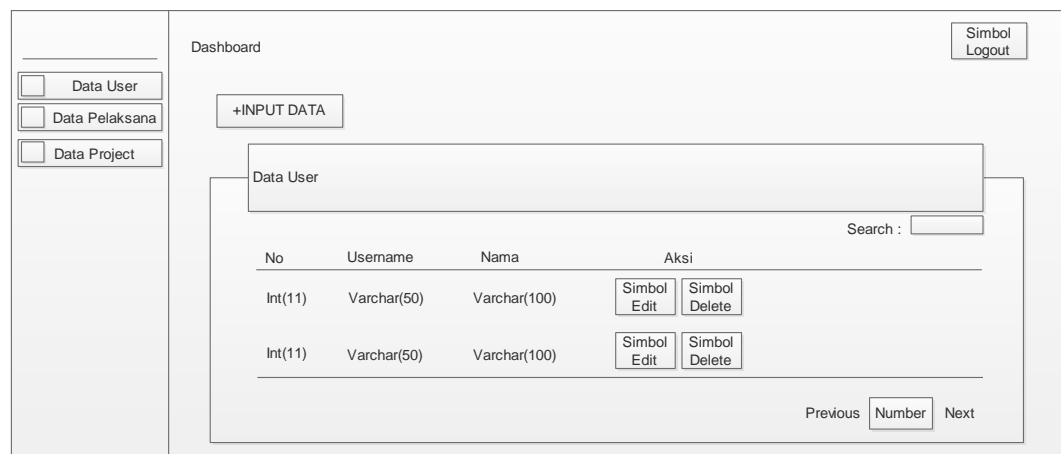 Simbol
Logout
Dashboard
Data User
Data Pelaksana
Data Project
+INPUT DATA
Data User
Search :
No Username Nama Aksi
Int(11) Varchar(50) Varchar(100) Simbol Edit Simbol Delete
Int(11) Varchar(50) Varchar(100) Simbol Edit Simbol Delete
Previous Number Next